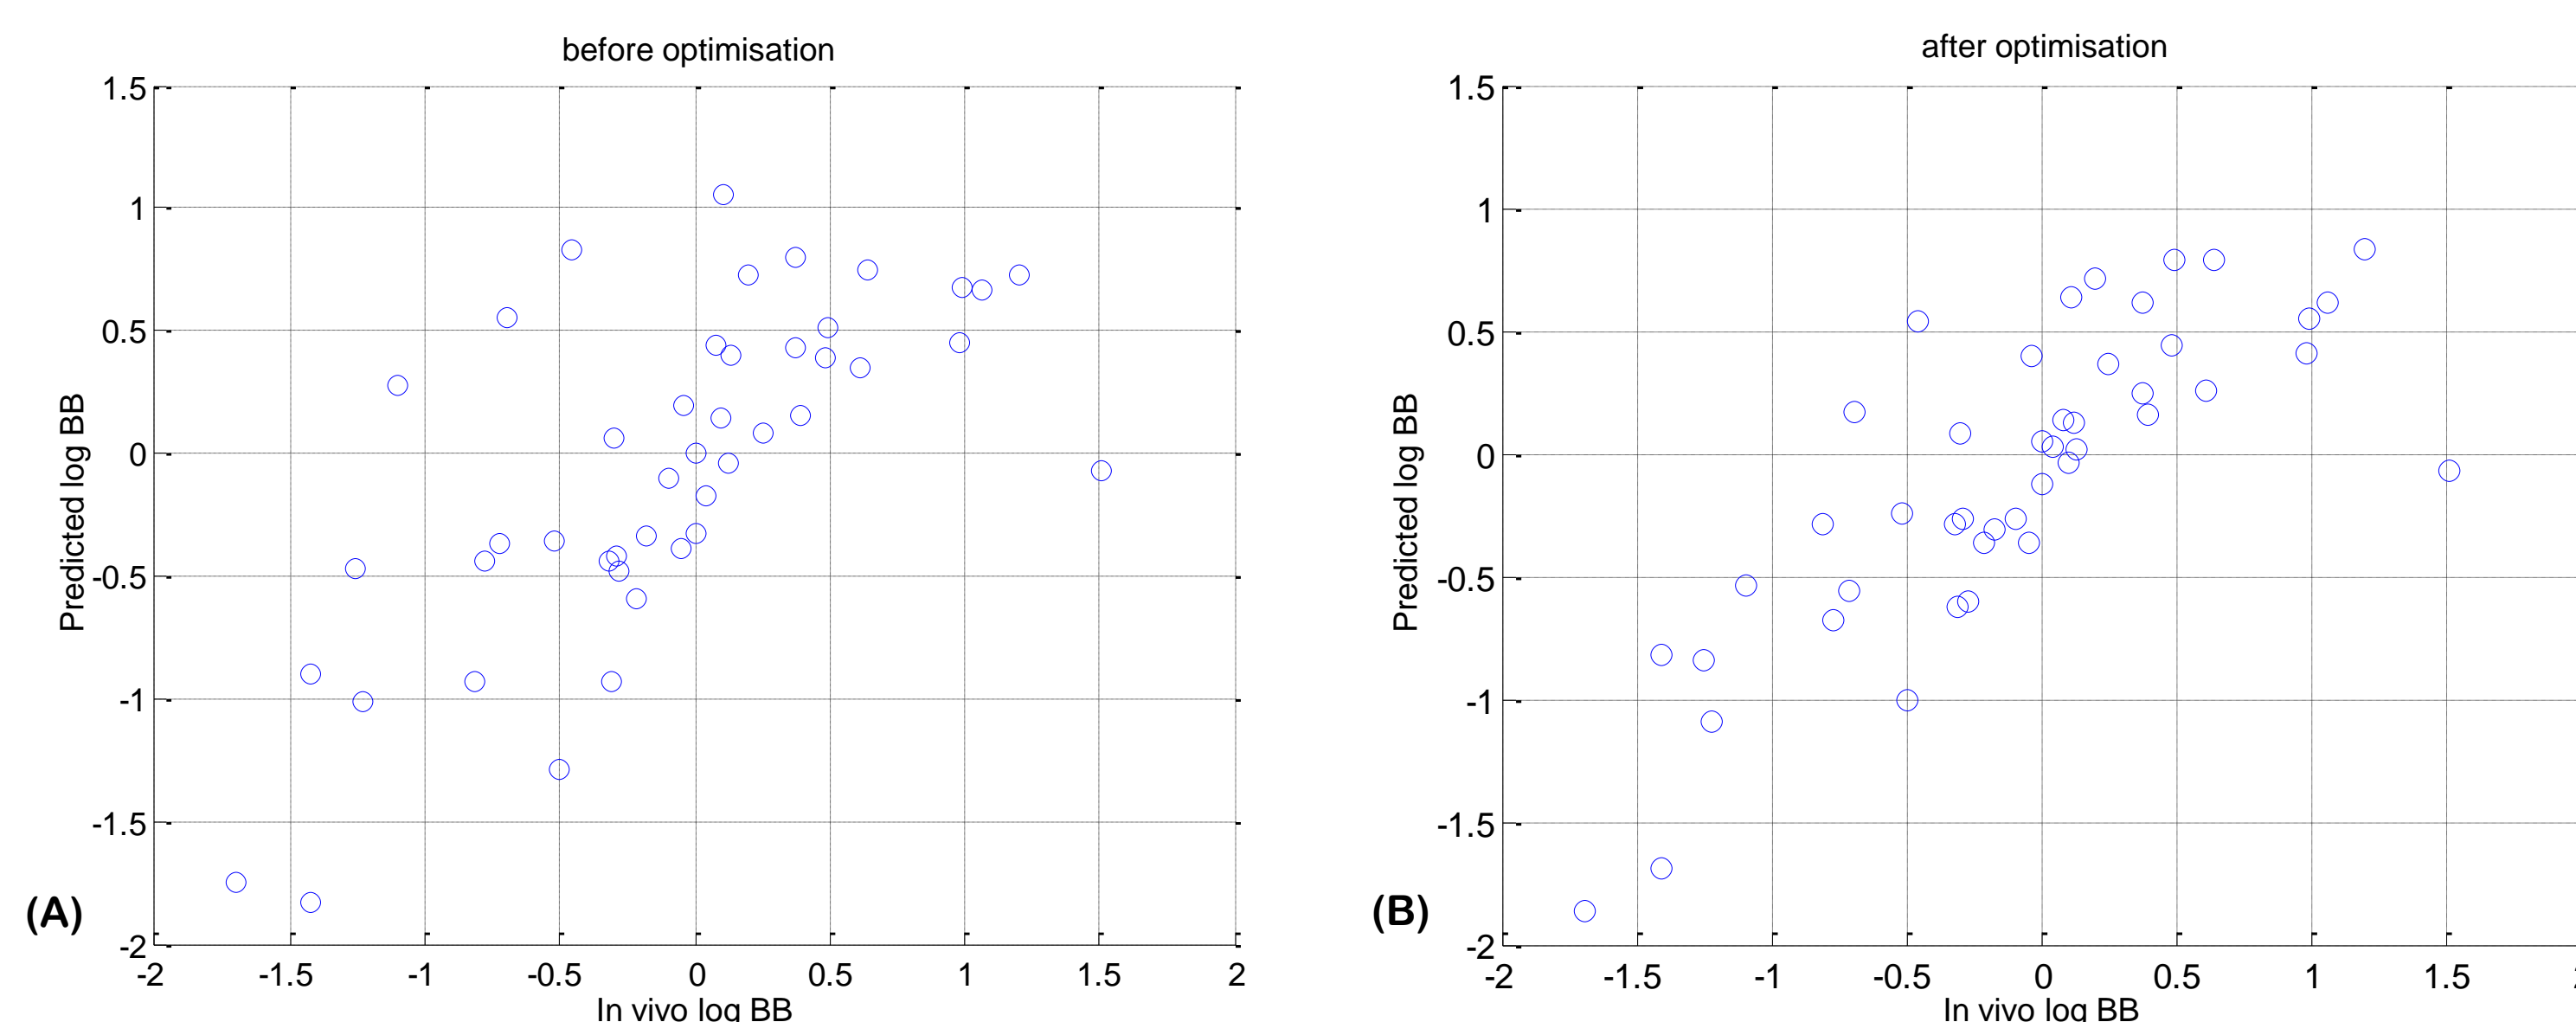 before optimisation
1.5
1
0.5
0
-0.5
-1
-1.5
-2
Predicted log BB
-2 -1.5 -1 -0.5 0 0.5 1 1.5 2
In vivo log BB
(A)
after optimisation
1.5
1
0.5
0
-0.5
-1
-1.5
-2
Predicted log BB
-2 -1.5 -1 -0.5 0 0.5 1 1.5
In vivo log BB
(B)